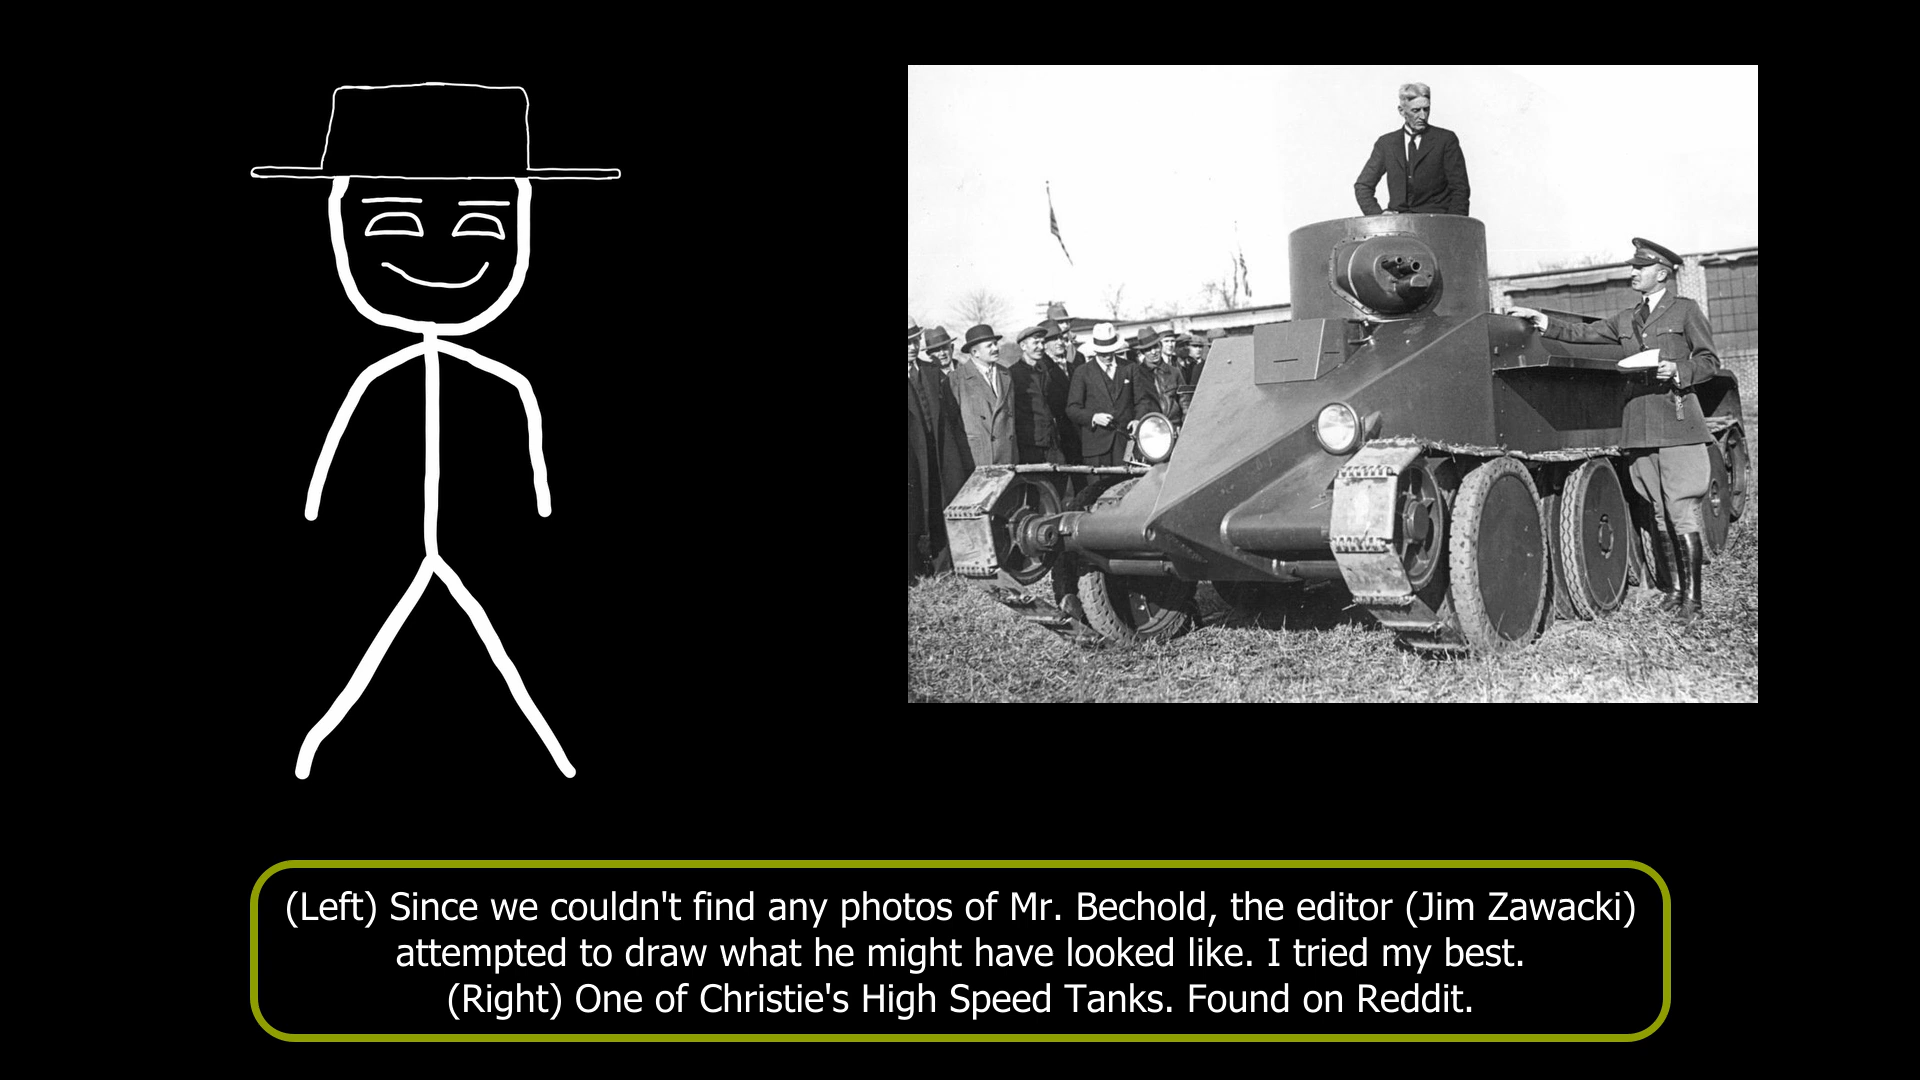 (Left) Since we couldn't find any photos of Mr. Bechold, the editor (Jim Zawacki)
attempted to draw what he might have looked like. I tried my best.
(Right) One of Christie's High Speed Tanks. Found on Reddit.